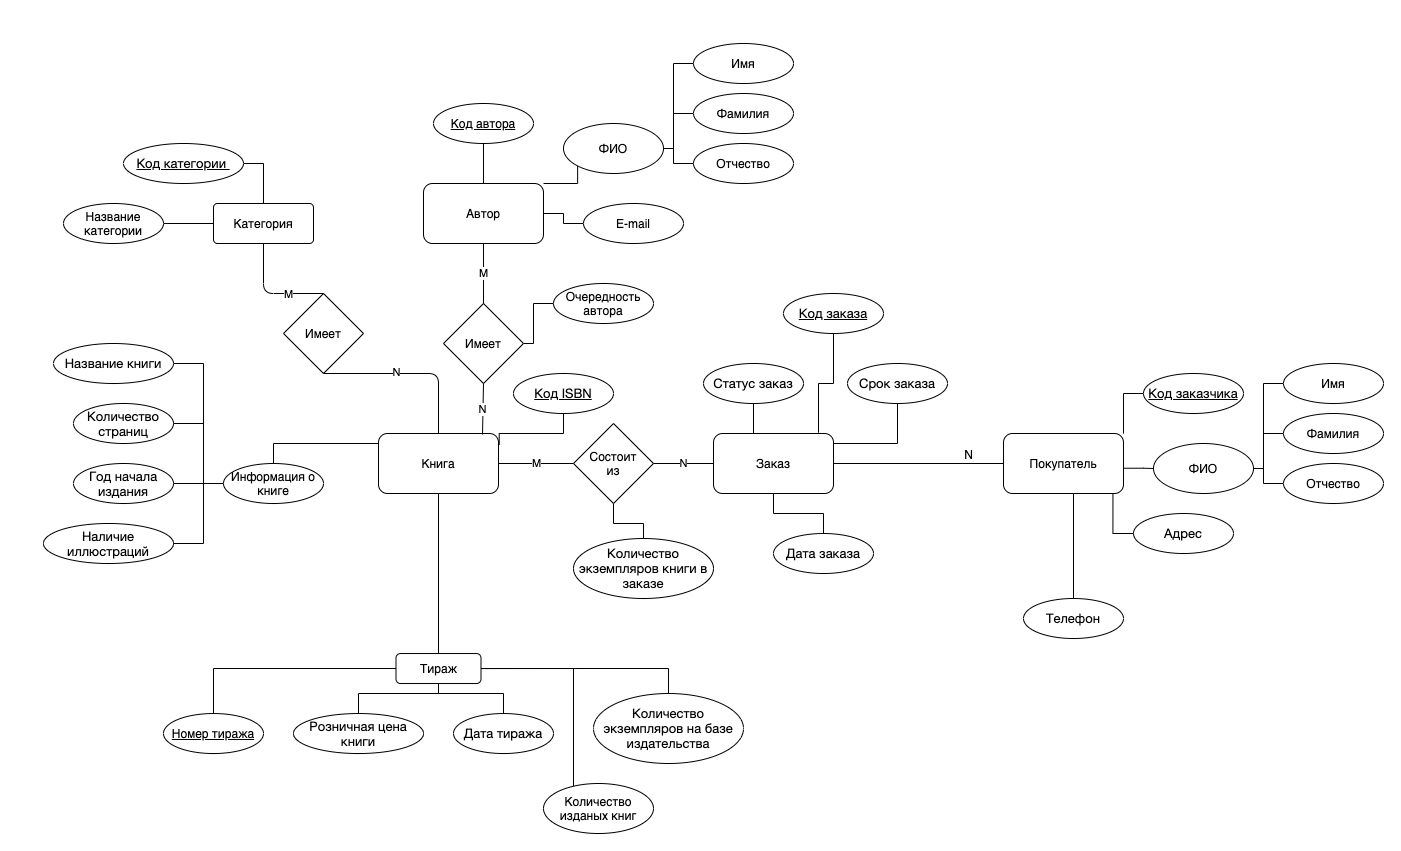 Имя
Код автора
Фамилия
ФИО
Отчество
Код категории
Автор
Название
категории
Категория
E-mail
M
M
Имеет
Имеет
Очередность
автора
N
N
Название книги
Количество
страниц
Год начала
издания
Наличие
иллюстраций
Информация о
книге
Код ISBN
Книга
M
Состоит
из
N
Количество
экземпляров книги в
заказе
Код заказа
Статус заказ
Срок заказа
Заказ
Дата заказа
N
Покупатель
Код заказчика
ФИО
Имя
Фамилия
Отчество
Адрес
Телефон
Тираж
Номер тиража
Розничная цена
книги
Дата тиража
Количество
экземпляров на базе
издательства
Количество
изданых книг